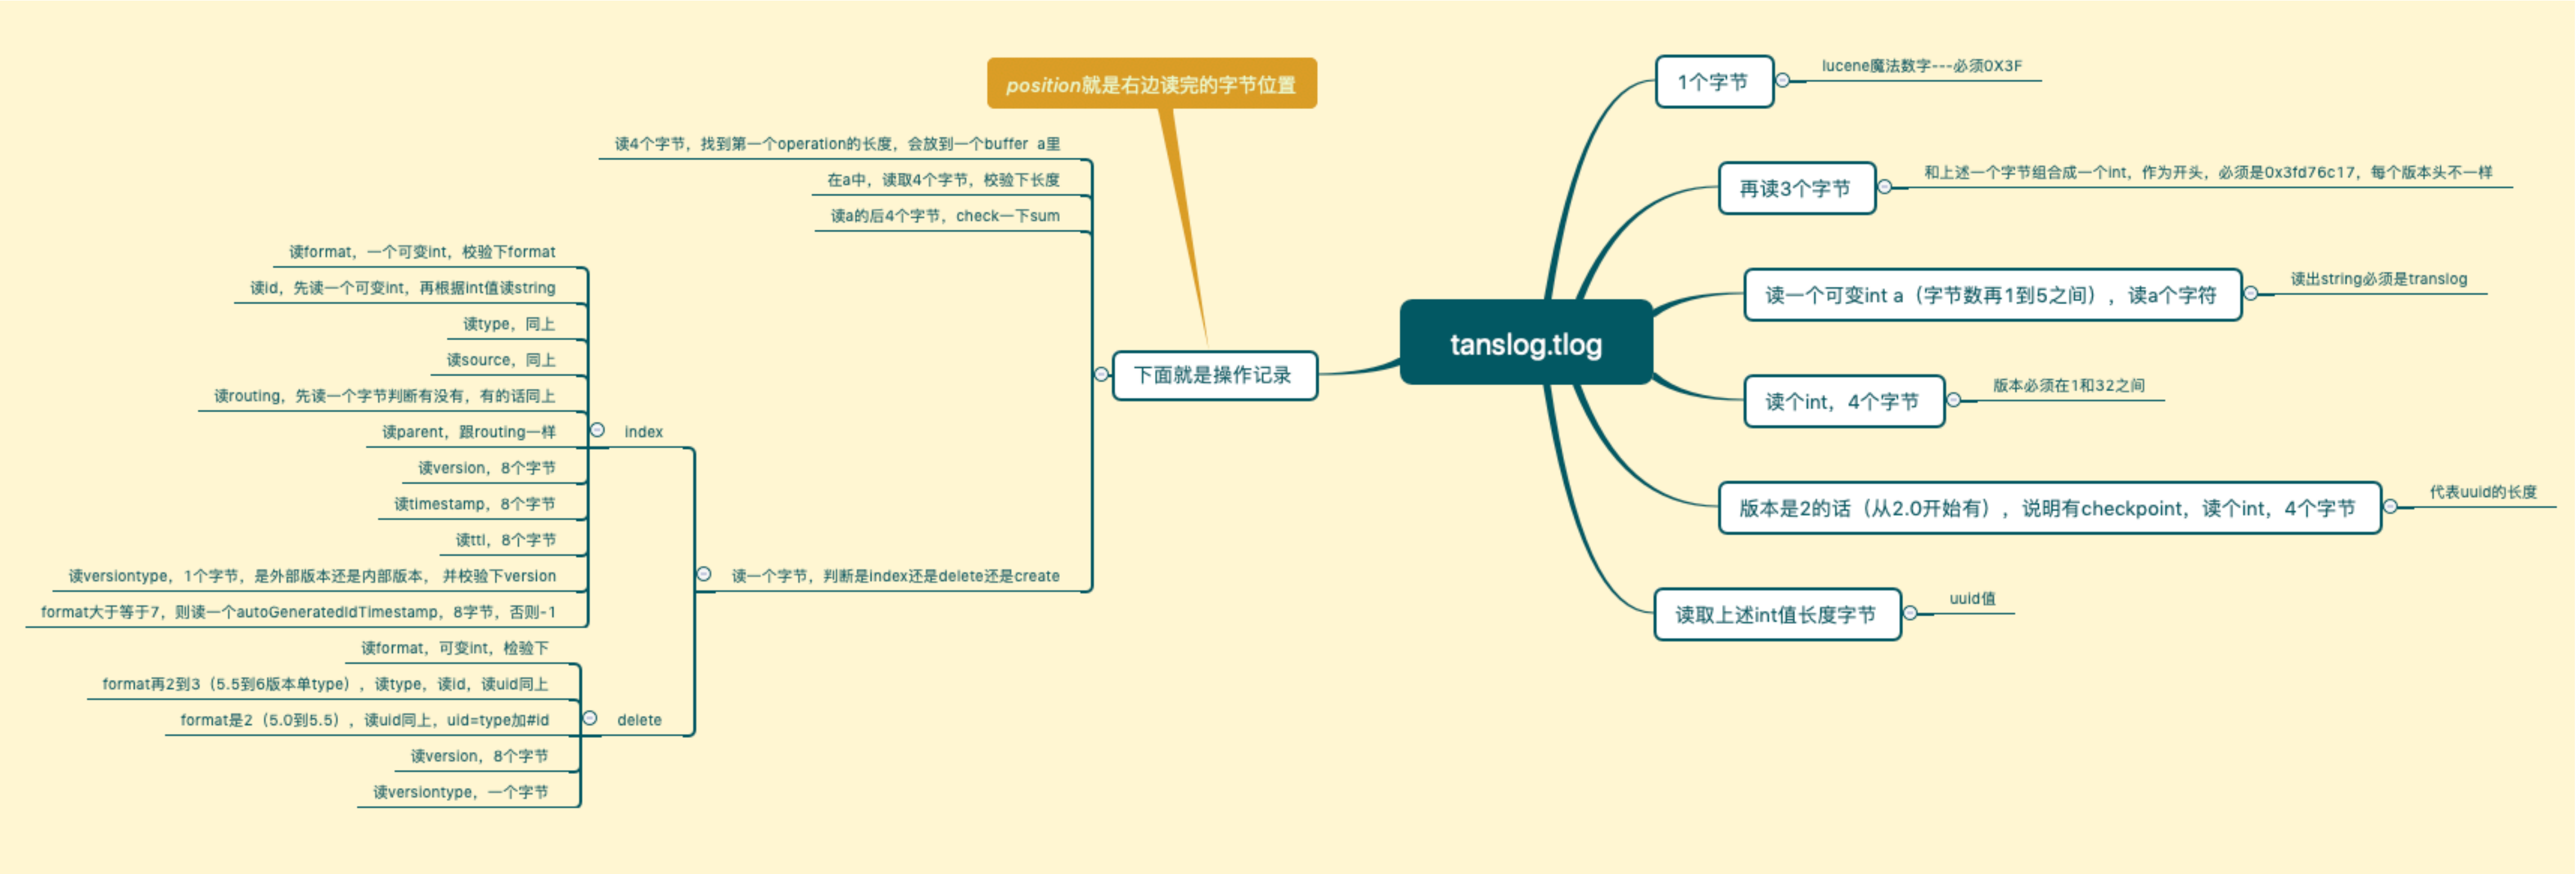 tanslog.tlog
1个字节
lucene魔法数字---必须0X3F
再读3个字节
和上述一个字节组合成一个int，作为开头，必须是0x3fd76c17，每个版本头不一样
读一个可变int a（字节数再1到5之间），读a个字符
读出string必须是translog
读个int，4个字节
版本必须在1和32之间
版本是2的话（从2.0开始有），说明有checkpoint，读个int，4个字节
代表uuid的长度
读取上述int值长度字节
uuid值
position就是右边读完的字节位置
下面就是操作记录
读4个字节，找到第一个operation的长度，会放到一个buffer a里
在a中，读取4个字节，校验下长度
读a的后4个字节，check一下sum
读一个字节，判断是index还是delete还是create
index
读format，一个可变int，校验下format
读id，先读一个可变int，再根据int值读string
读type，同上
读source，同上
读routing，先读一个字节判断有没有，有的话同上
读parent，跟routing一样
读version，8个字节
读timestamp，8个字节
读ttl，8个字节
读versiontype，1个字节，是外部版本还是内部版本， 并校验下version
format大于等于7，则读一个autoGeneratedIdTimestamp，8字节，否则-1
delete
读format，可变int，检验下
format再2到3（5.5到6版本单type），读type，读id，读uid同上
format是2（5.0到5.5），读uid同上，uid=type加#id
读version，8个字节
读versiontype，一个字节